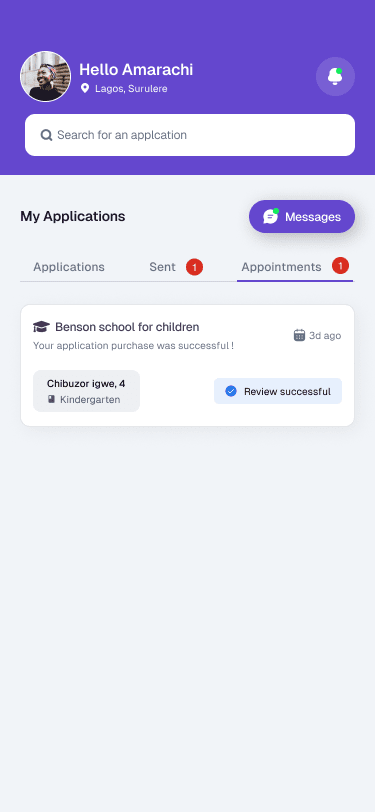 Hello Amarachi
Lagos, Surulere
Search for an applcation
My Applications
Messages
Applications
Sent 1
Appointments 1
Benson school for children
Your application purchase was successful !
3d ago
Chibuzor igwe, 4
Kindergarten
Review successful